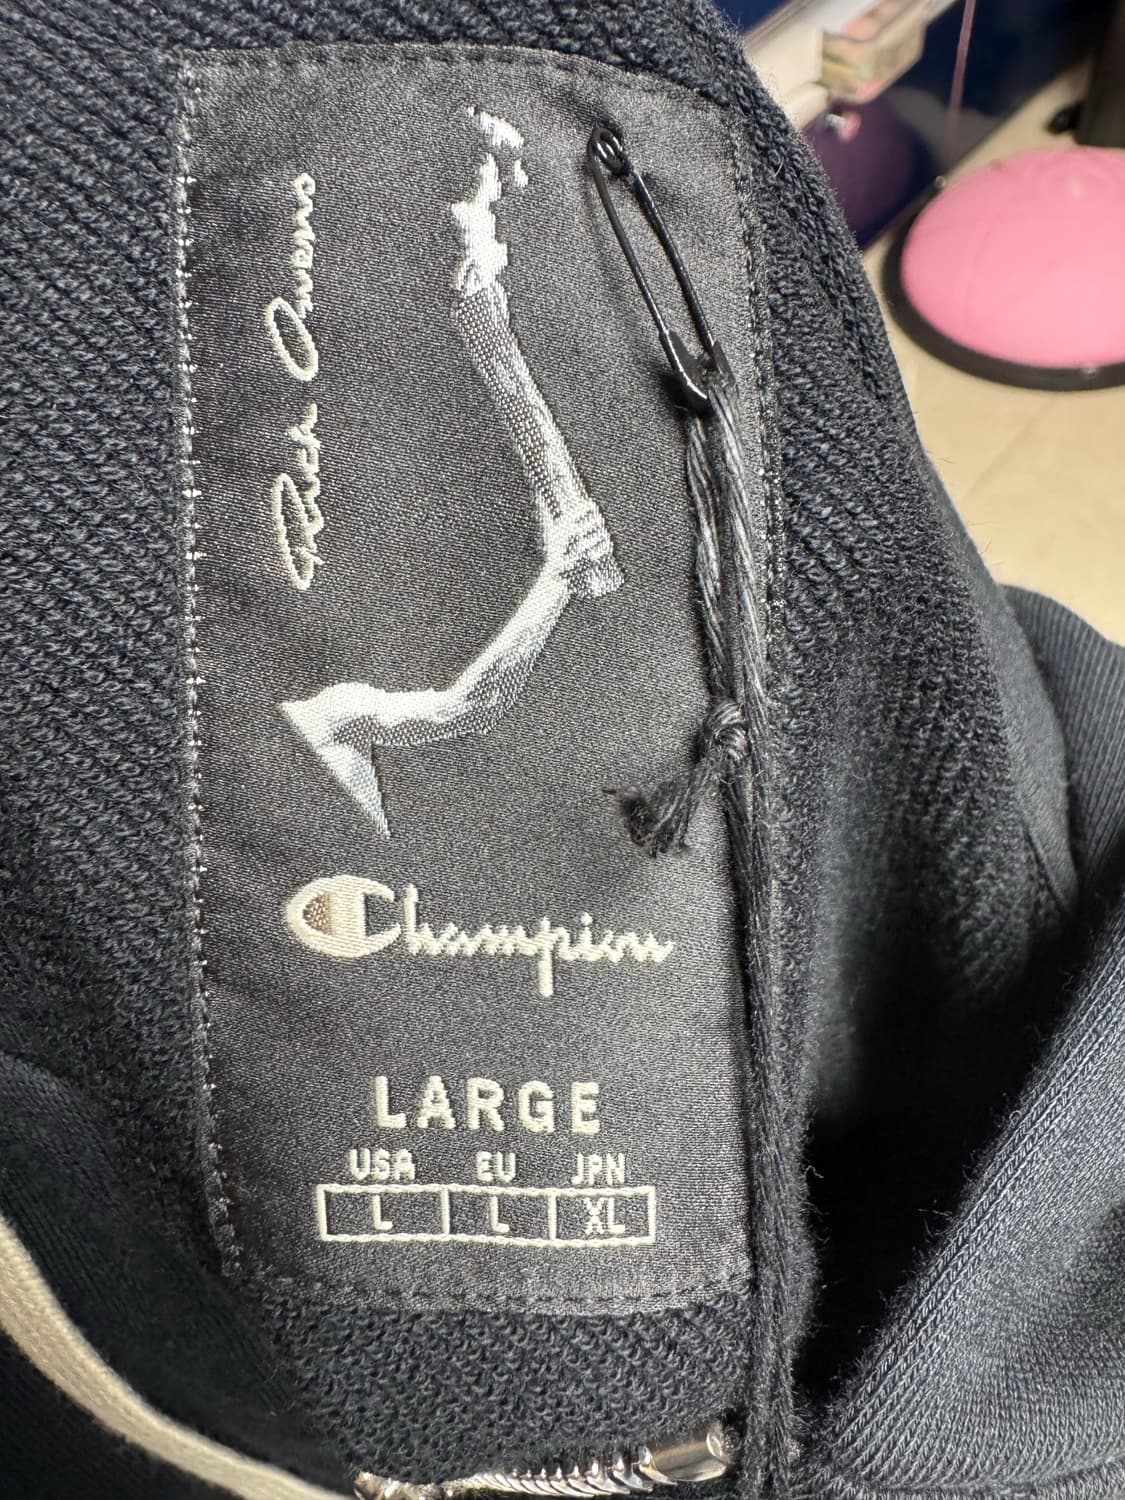 Rick Owens
Champion
LARGE
USA EU JPN
L L XL